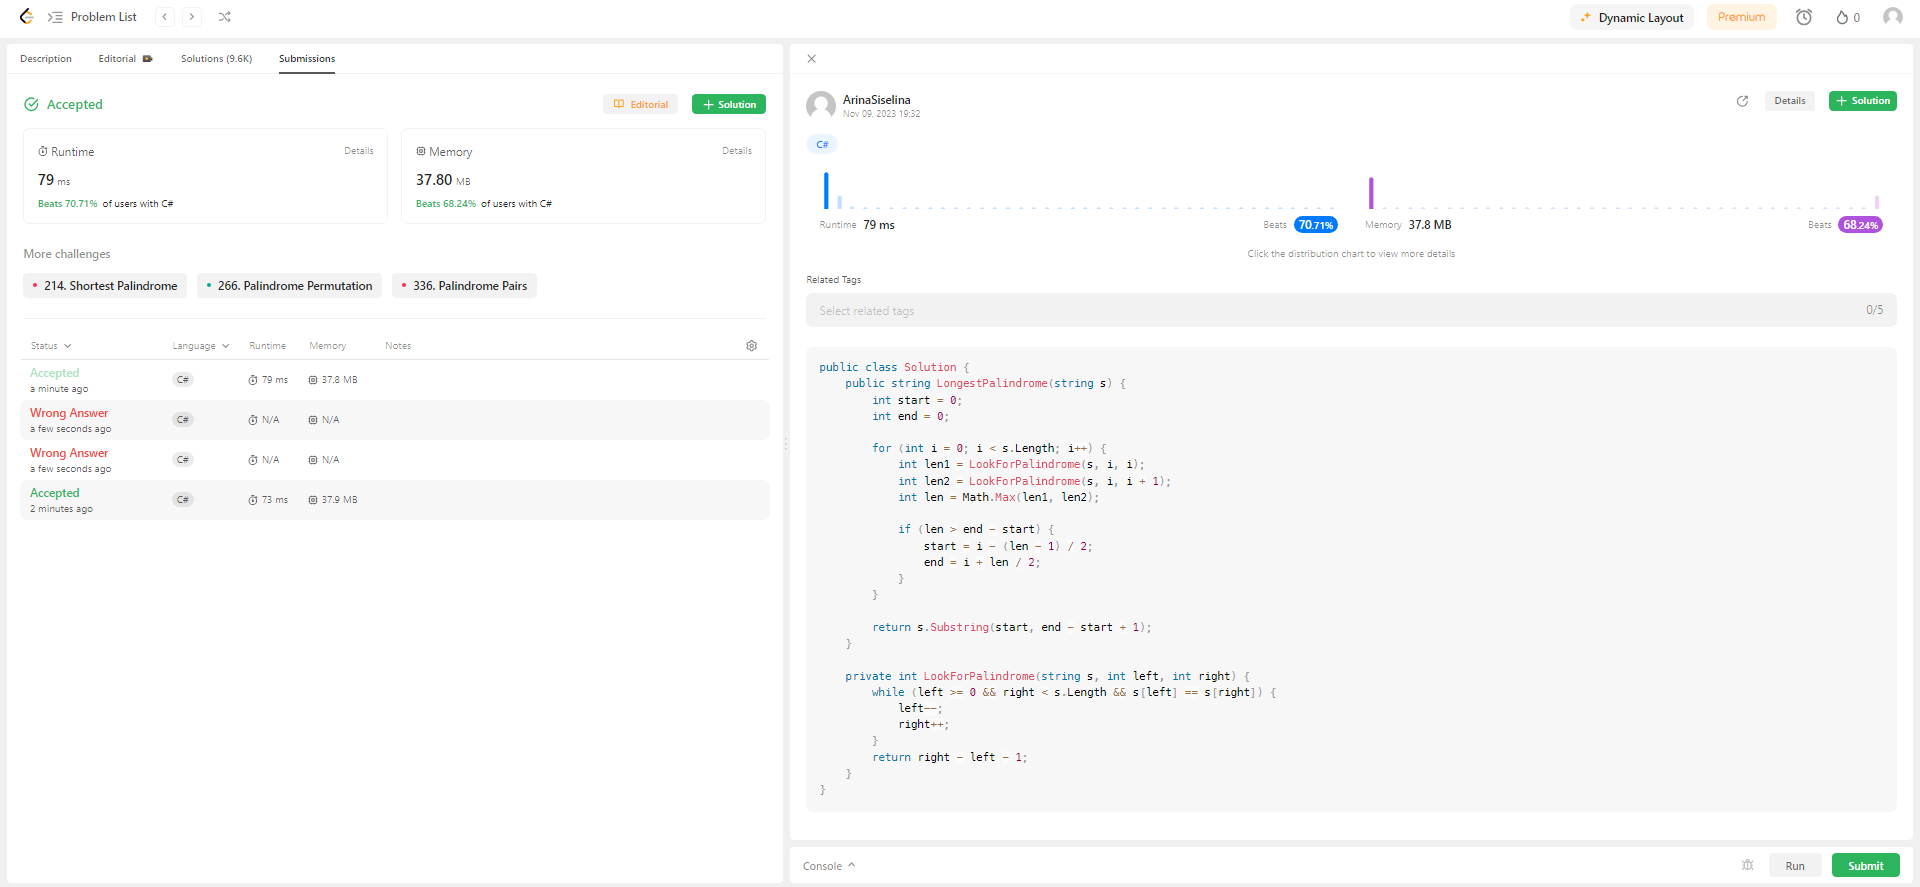 Problem List
Dynamic Layout
Premium
0
Description
Editorial
Solutions (9.6K)
Submissions
Accepted
Editorial
+ Solution
Runtime
Details
79 ms
Beats 70.71% of users with C#
Memory
Details
37.80 MB
Beats 68.24% of users with C#
More challenges
214. Shortest Palindrome
266. Palindrome Permutation
336. Palindrome Pairs
Status Language Runtime Memory Notes
Accepted
a minute ago
C# 79 ms 37.8 MB
Wrong Answer
a few seconds ago
C# N/A N/A
Wrong Answer
a few seconds ago
C# N/A N/A
Accepted
2 minutes ago
C# 73 ms 37.9 MB
ArinaSiselina
Nov 09, 2023 19:32
Details
+ Solution
C#
Runtime 79 ms
Beats 70.71%
Memory 37.8 MB
Beats 68.24%
Click the distribution chart to view more details
Related Tags
Select related tags
0/5
public class Solution {
public string LongestPalindrome(string s) {
int start = 0;
int end = 0;
for (int i = 0; i < s.Length; i++) {
int len1 = LookForPalindrome(s, i, i);
int len2 = LookForPalindrome(s, i, i + 1);
int len = Math.Max(len1, len2);
if (len > end - start) {
start = i - (len - 1) / 2;
end = i + len / 2;
}
}
return s.Substring(start, end - start + 1);
}
private int LookForPalindrome(string s, int left, int right) {
while (left >= 0 && right < s.Length && s[left] == s[right]) {
left--;
right++;
}
return right - left - 1;
}
}
Console
Run
Submit